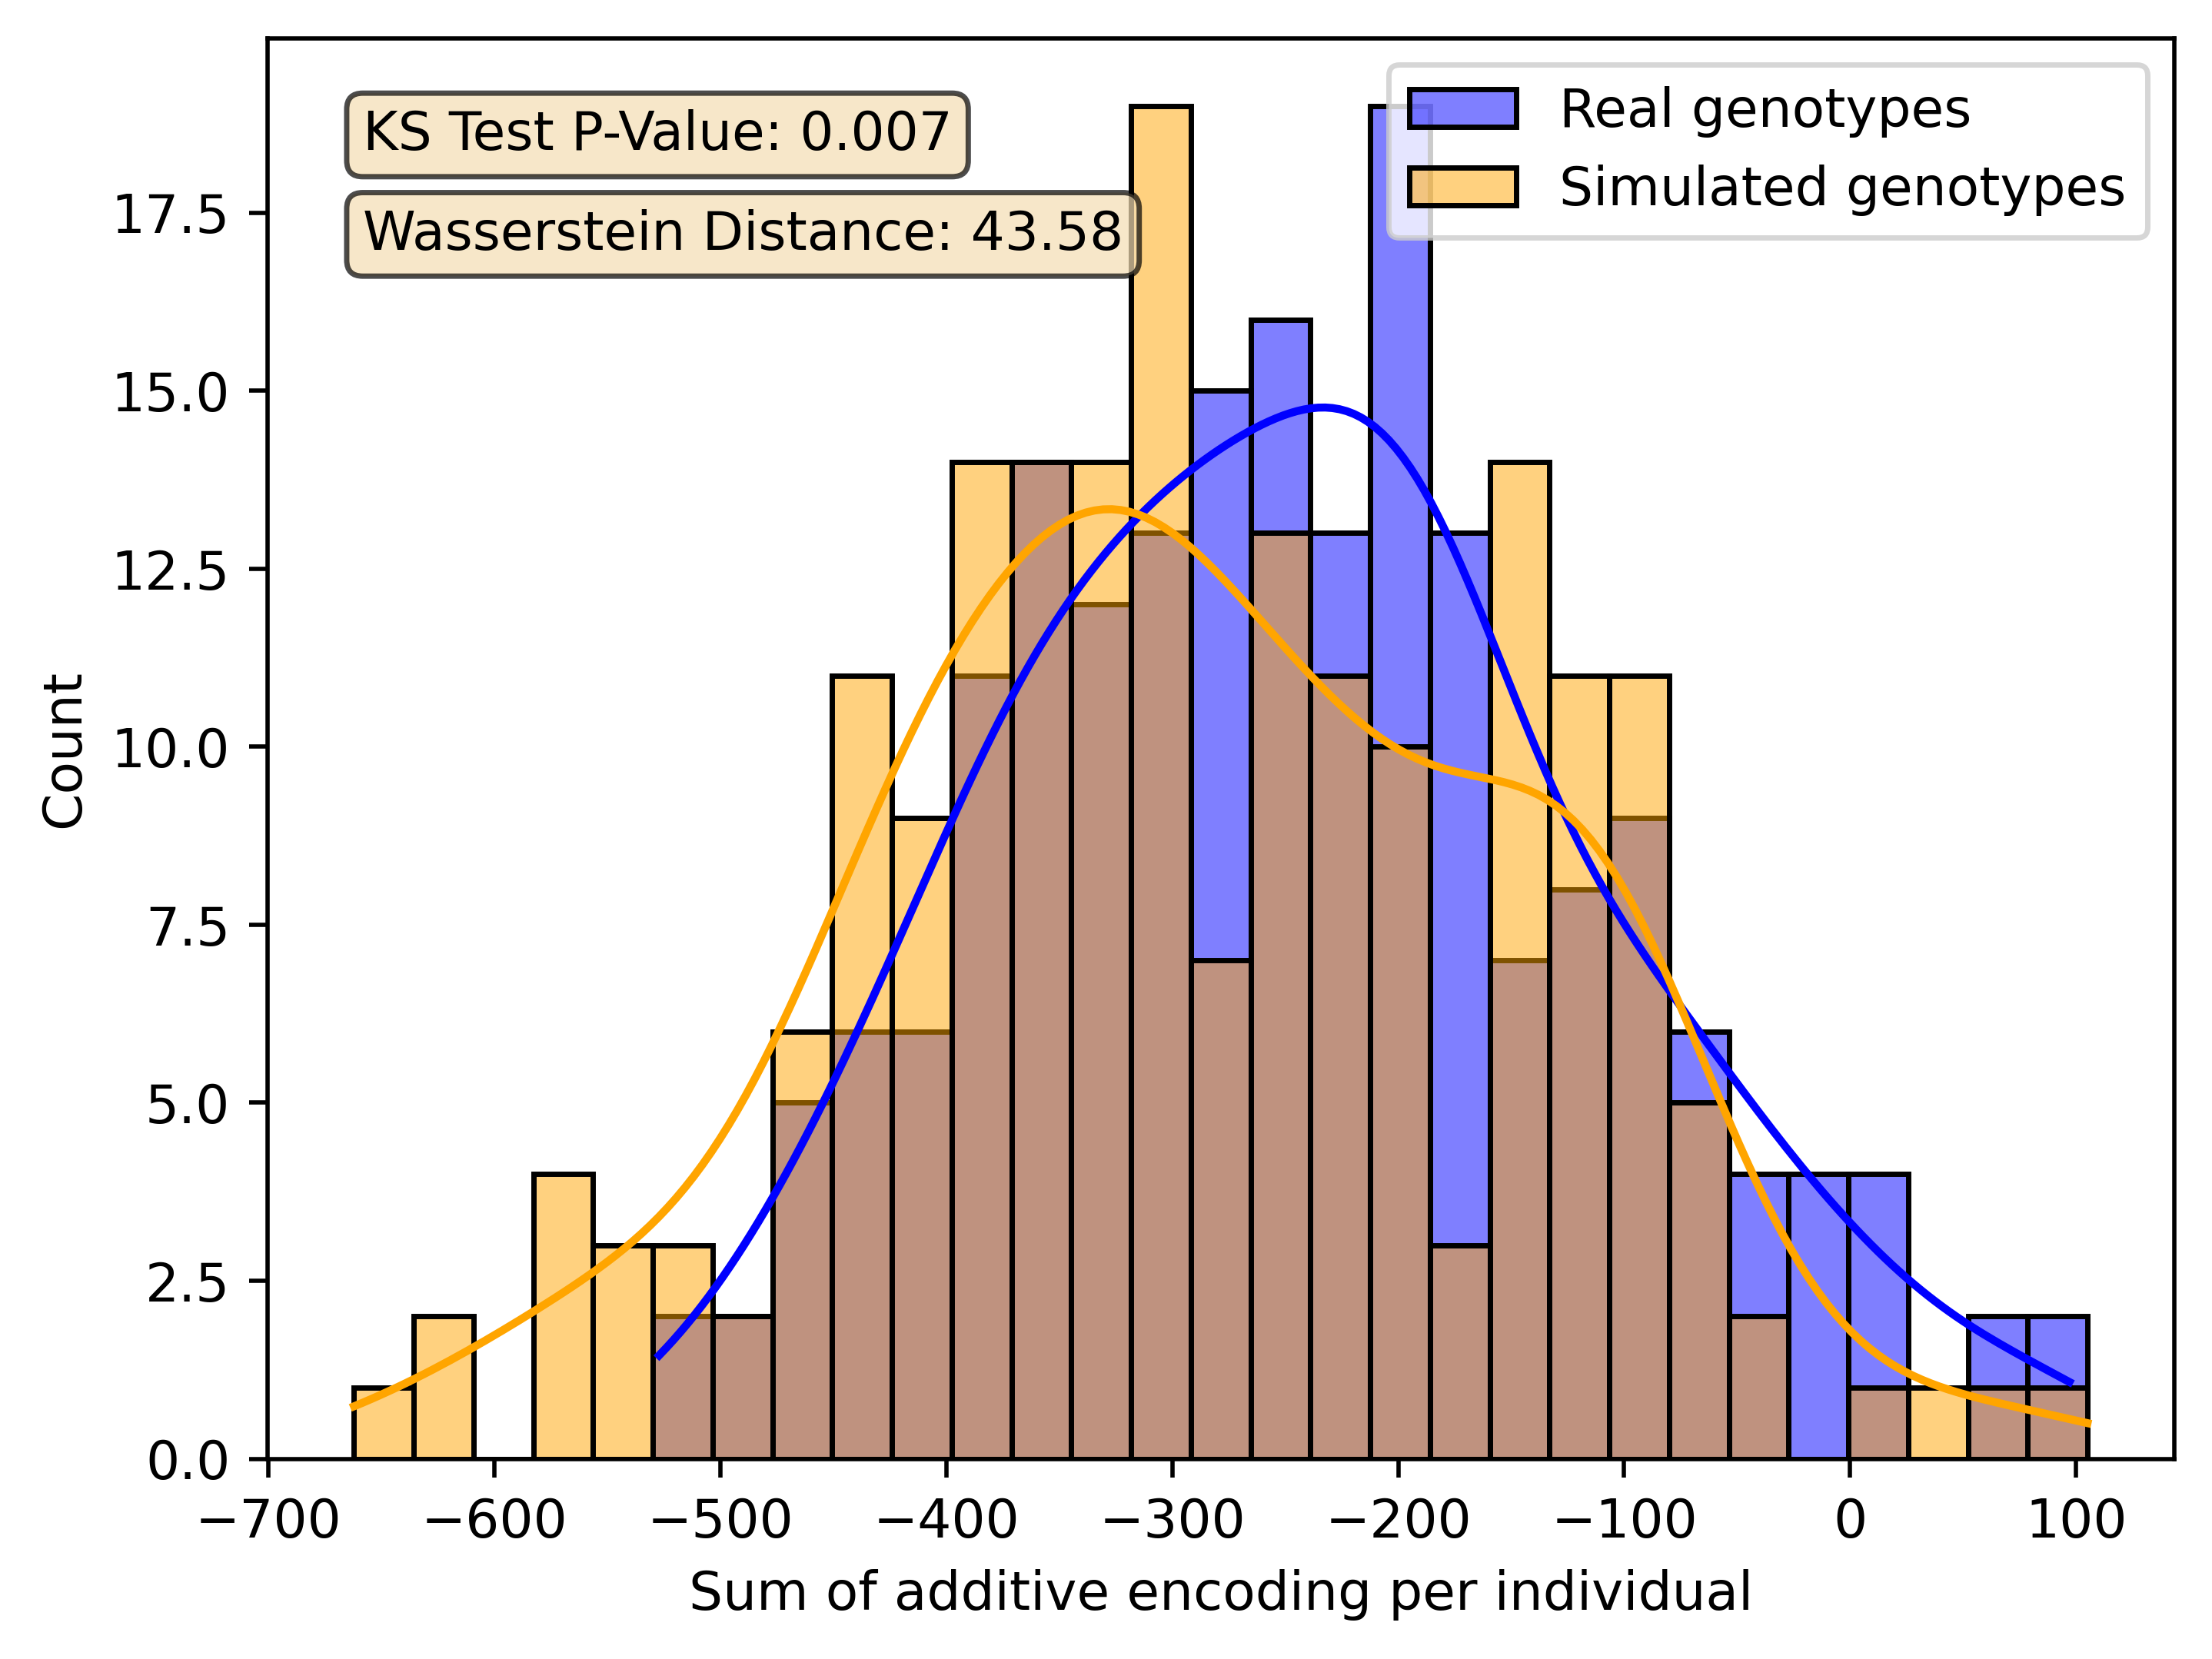 KS Test P-Value: 0.007
Wasserstein Distance: 43.58
Real genotypes
Simulated genotypes
Count
17.5
15.0
12.5
10.0
7.5
5.0
2.5
0.0
−700 −600 −500 −400 −300 −200 −100 0 100
Sum of additive encoding per individual